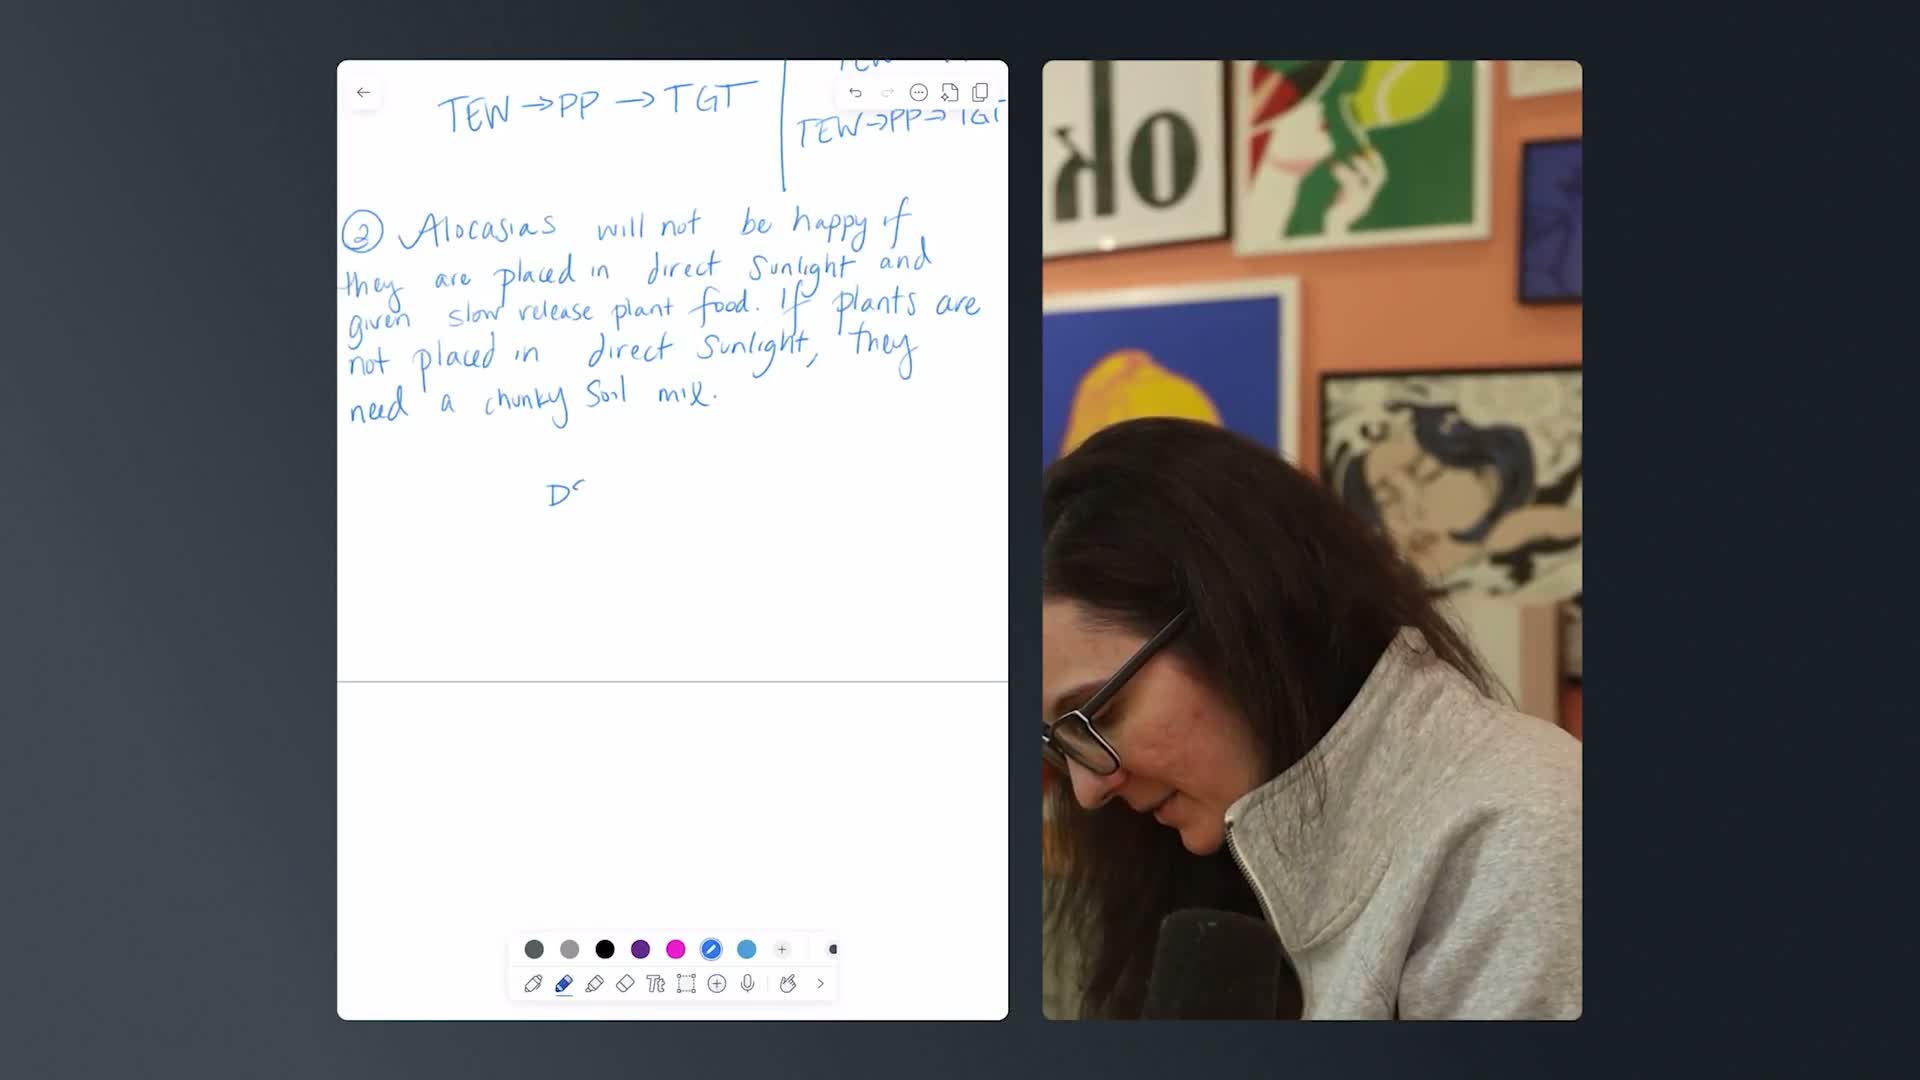 TEW → PP → TGT
TEW → PP → TGT
② Alocasias will not be happy if
they are placed in direct sunlight and
given slow release plant food. If plants are
not placed in direct sunlight, they
need a chunky soil mix.
D
Tt
ok